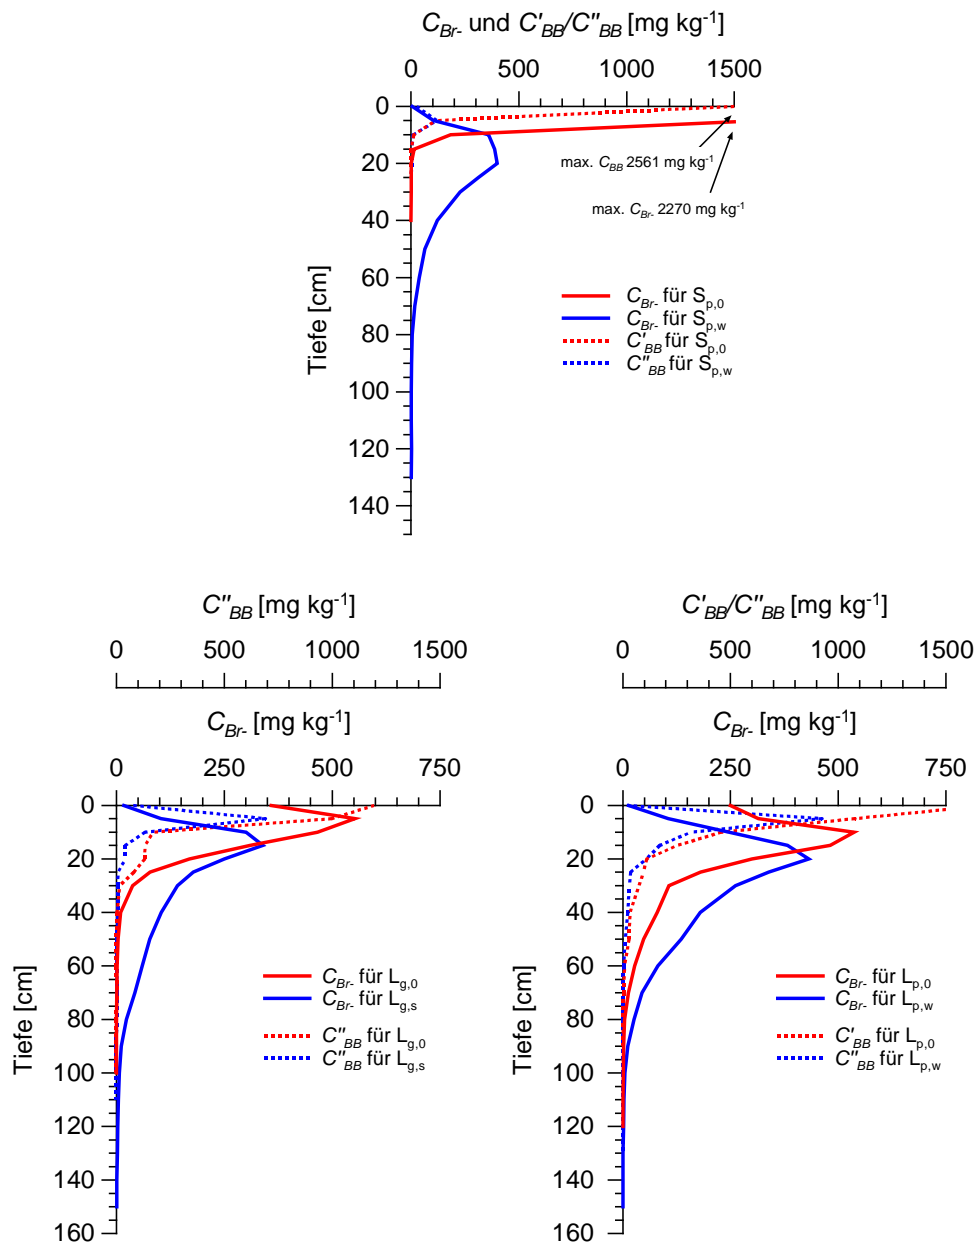 C_Br- und C'_BB/C''_BB [mg kg⁻¹]
0 500 1000 1500
0
20
40
60
80
100
120
140
Tiefe [cm]
max. C_BB 2561 mg kg⁻¹
max. C_Br- 2270 mg kg⁻¹
C_Br- für S_p,0
C_Br- für S_p,w
C'_BB für S_p,0
C''_BB für S_p,w
C''_BB [mg kg⁻¹]
0 500 1000 1500
C_Br- [mg kg⁻¹]
0 250 500 750
0
20
40
60
80
100
120
140
160
Tiefe [cm]
C_Br- für L_g,0
C_Br- für L_g,s
C''_BB für L_g,0
C''_BB für L_g,s
C'_BB/C''_BB [mg kg⁻¹]
0 500 1000 1500
C_Br- [mg kg⁻¹]
0 250 500 750
0
20
40
60
80
100
120
140
160
Tiefe [cm]
C_Br- für L_p,0
C_Br- für L_p,w
C'_BB für L_p,0
C''_BB für L_p,w